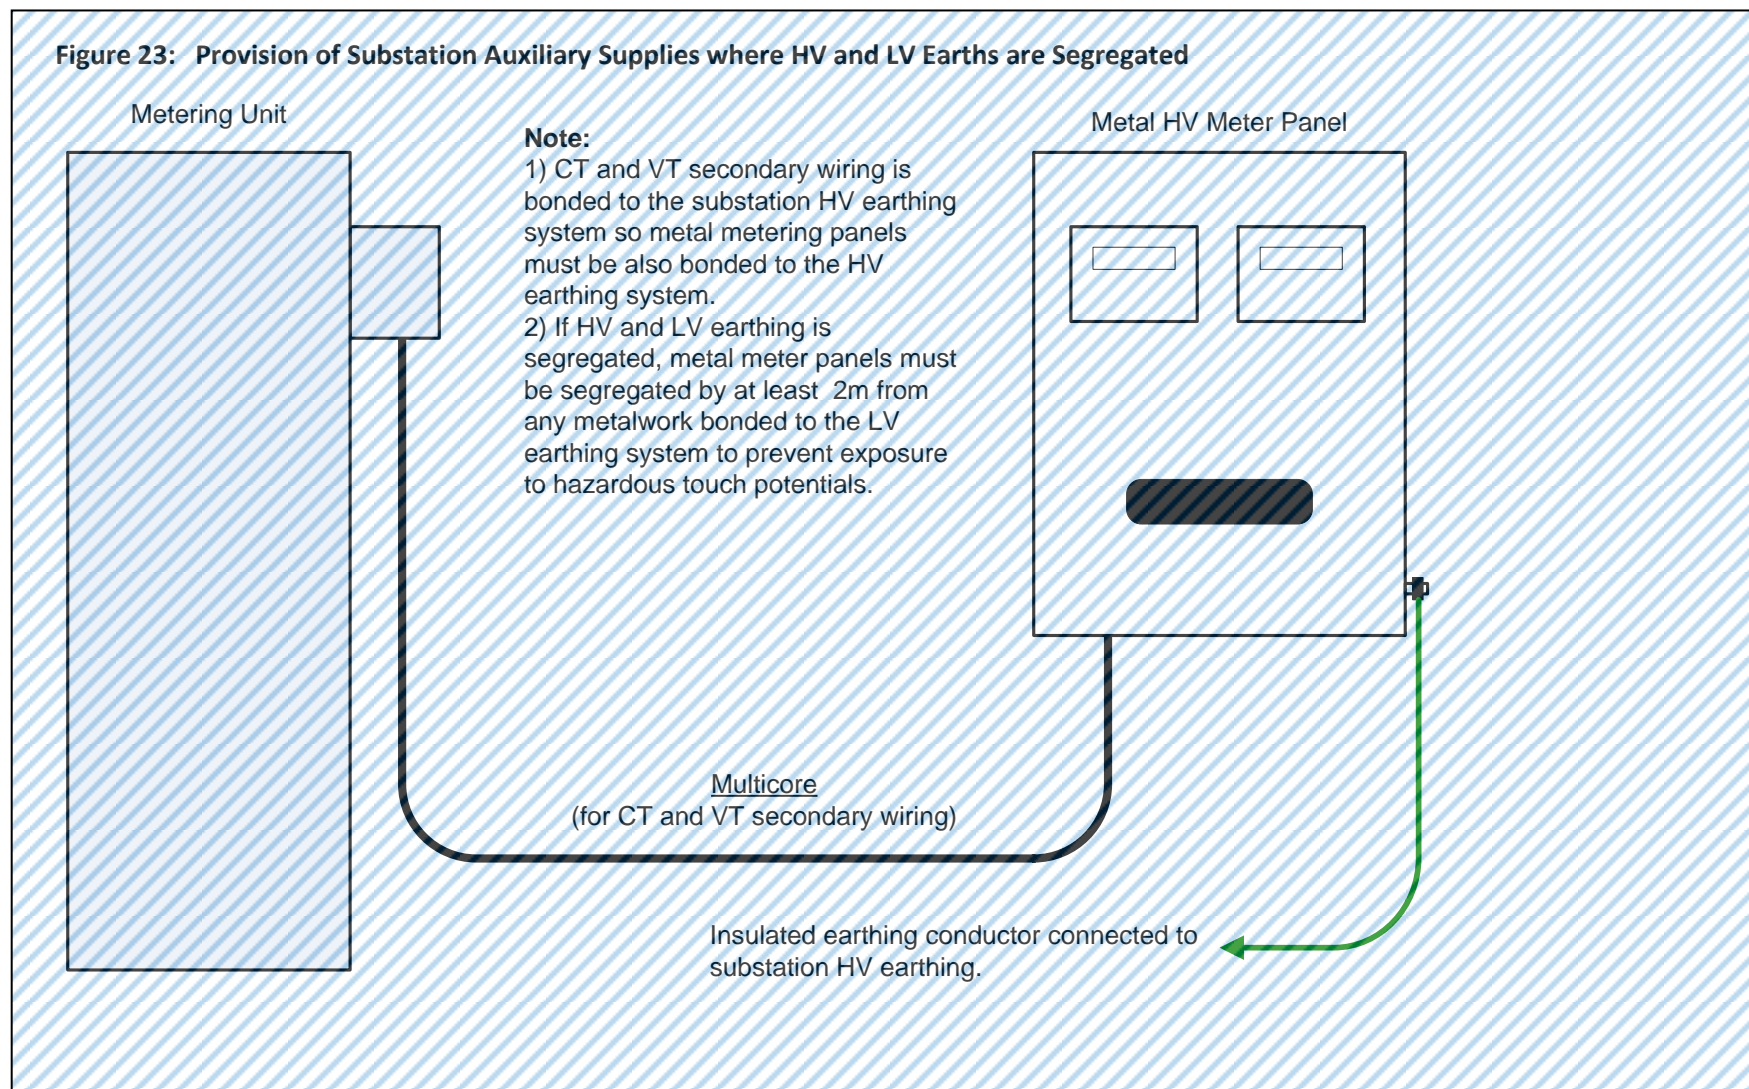 Figure 23: Provision of Substation Auxiliary Supplies where HV and LV Earths are Segregated
Metering Unit
Note:
1) CT and VT secondary wiring is
bonded to the substation HV earthing
system so metal metering panels
must be also bonded to the HV
earthing system.
2) If HV and LV earthing is
segregated, metal meter panels must
be segregated by at least 2m from
any metalwork bonded to the LV
earthing system to prevent exposure
to hazardous touch potentials.
Metal HV Meter Panel
Multicore
(for CT and VT secondary wiring)
Insulated earthing conductor connected to
substation HV earthing.